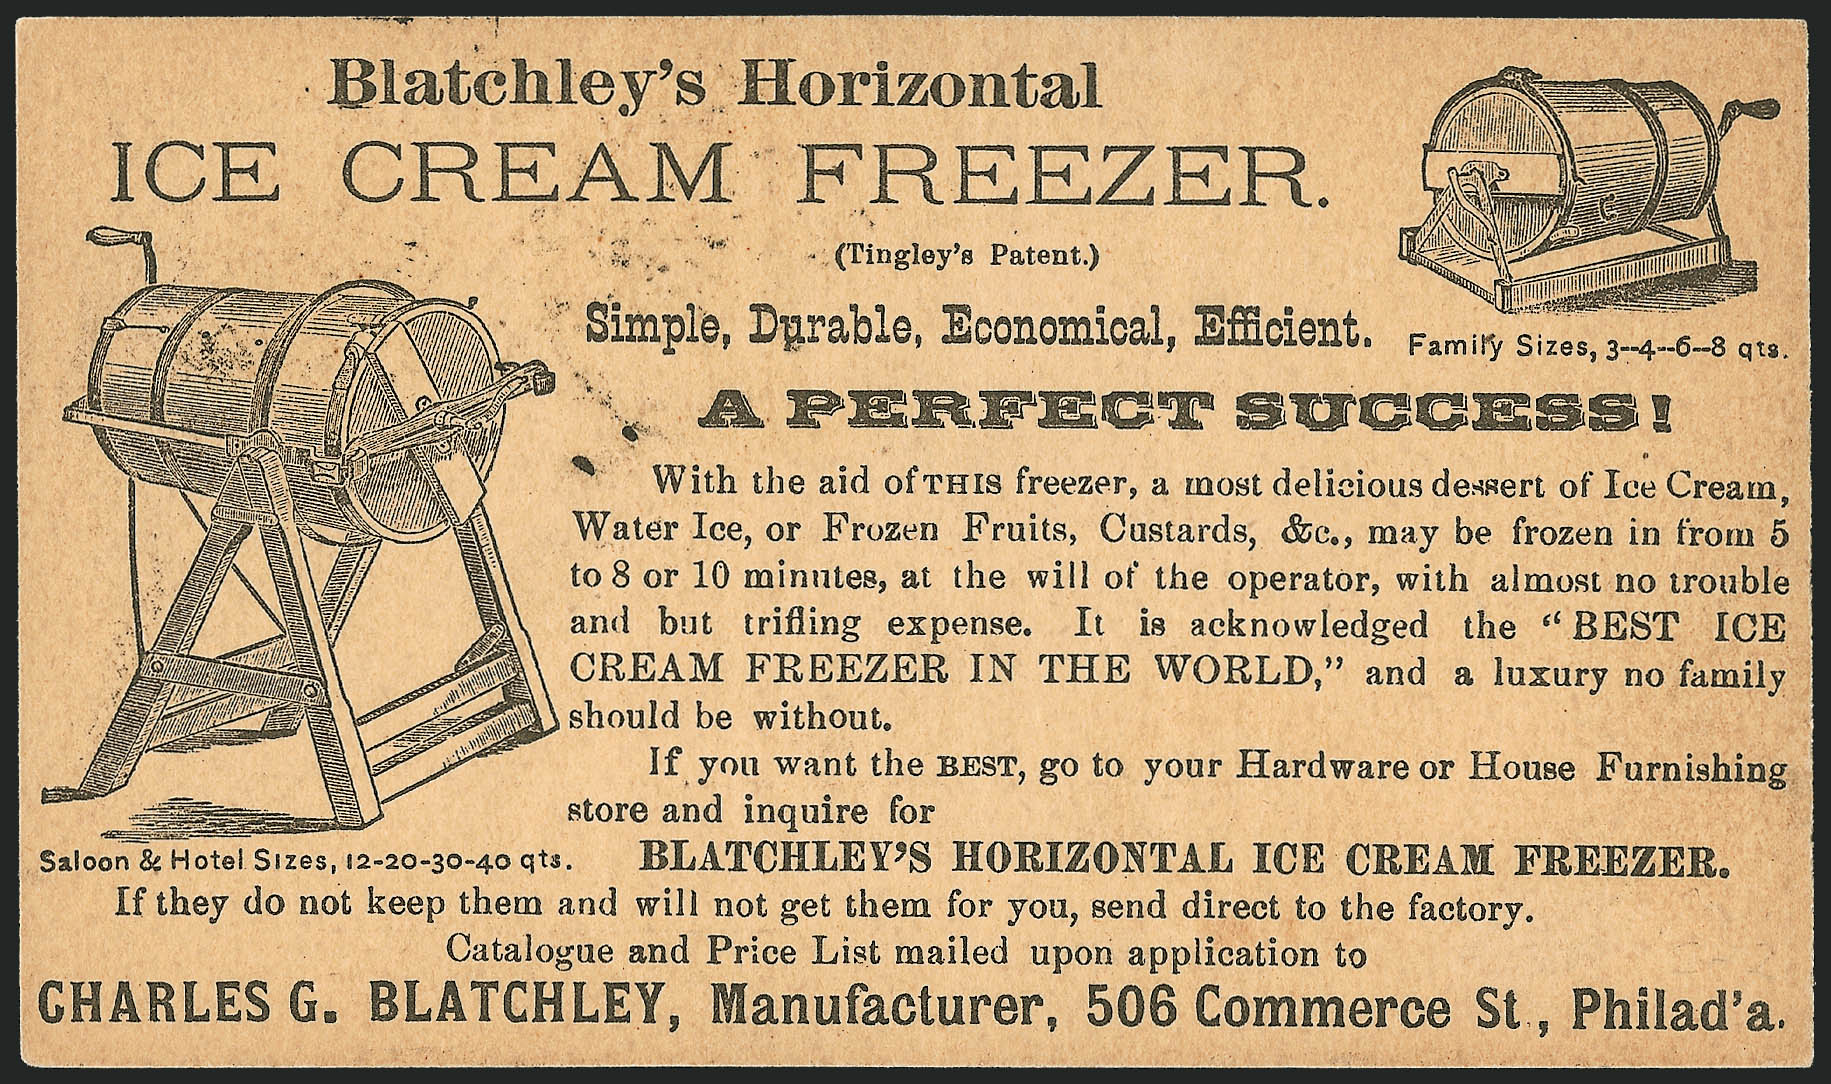 Blatchley's Horizontal
ICE CREAM FREEZER.
(Tingley's Patent.)
Simple, Durable, Economical, Efficient.
Family Sizes, 3--4--6--8 qts.
A PERFECT SUCCESS!
With the aid of THIS freezer, a most delicious dessert of Ice Cream,
Water Ice, or Frozen Fruits, Custards, &c., may be frozen in from 5
to 8 or 10 minutes, at the will of the operator, with almost no trouble
and but trifling expense. It is acknowledged the "BEST ICE
CREAM FREEZER IN THE WORLD," and a luxury no family
should be without.
If you want the BEST, go to your Hardware or House Furnishing
store and inquire for
Saloon & Hotel Sizes, 12-20-30-40 qts.
BLATCHLEY'S HORIZONTAL ICE CREAM FREEZER.
If they do not keep them and will not get them for you, send direct to the factory.
Catalogue and Price List mailed upon application to
CHARLES G. BLATCHLEY, Manufacturer, 506 Commerce St., Philad'a.